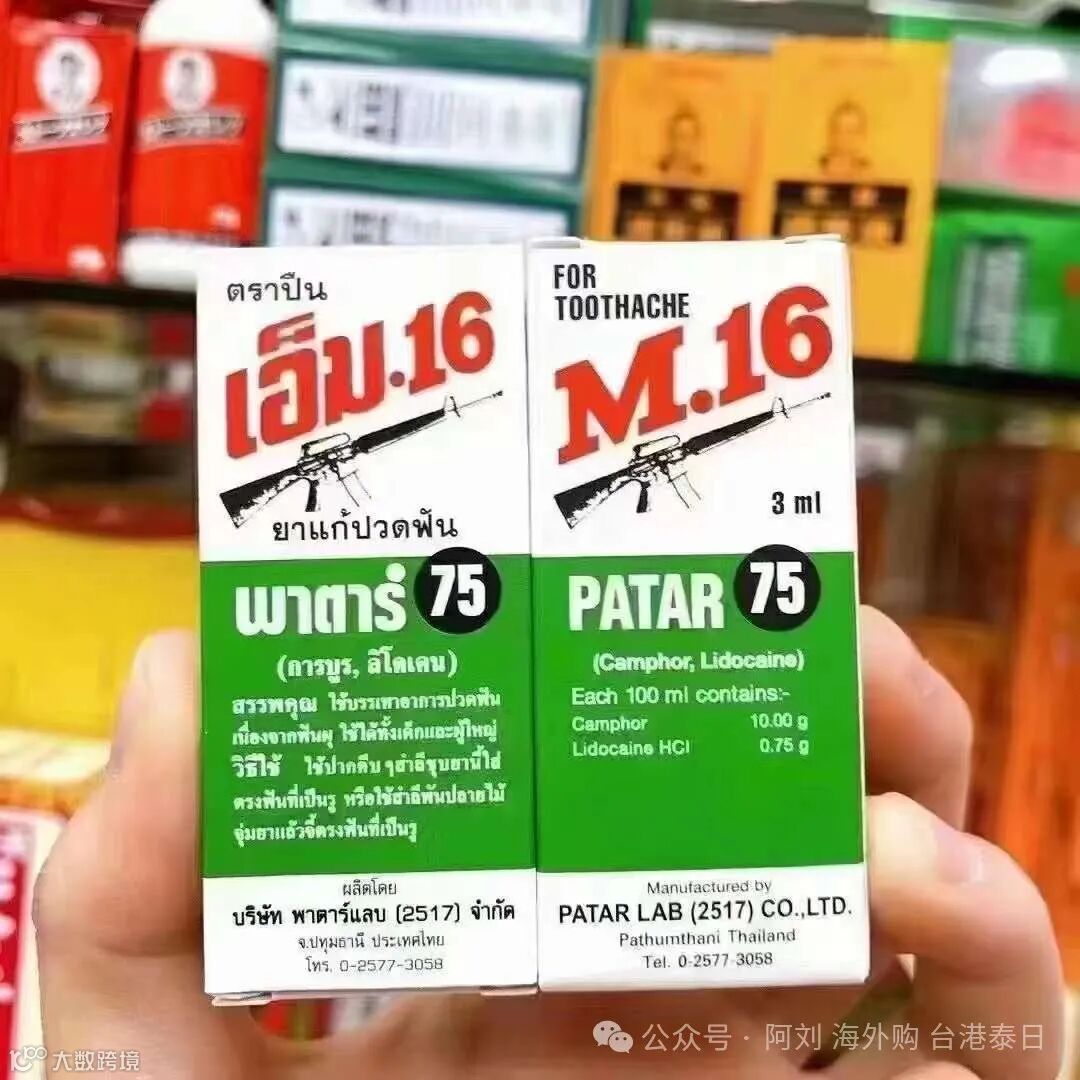 ตราปืน
เอ็ม.16
ยาแก้ปวดฟัน
พาตาร์ 75
(การบูร, ลิโดเคน)
สรรพคุณ ใช้บรรเทาอาการปวดฟัน
เนื่องจากฟันผุ ใช้ได้ทั้งเด็กและผู้ใหญ่
วิธีใช้ ใช้ปากคีบ ๆสำลีชุบยานี้ใส่
ตรงฟันที่เป็นรู หรือใช้สำลีพันปลายไม้
จุ่มยาแล้วจี้ตรงฟันที่เป็นรู
ผลิตโดย
บริษัท พาตาร์แลบ (2517) จำกัด
จ.ปทุมธานี ประเทศไทย
โทร. 0-2577-3058
FOR
TOOTHACHE
M.16
3 ml
PATAR 75
(Camphor, Lidocaine)
Each 100 ml contains:-
Camphor 10.00 g
Lidocaine HCl 0.75 g
Manufactured by
PATAR LAB (2517) CO.,LTD.
Pathumthani Thailand
Tel. 0-2577-3058
公众号 · 阿刘 海外购 台港泰日
大数跨境